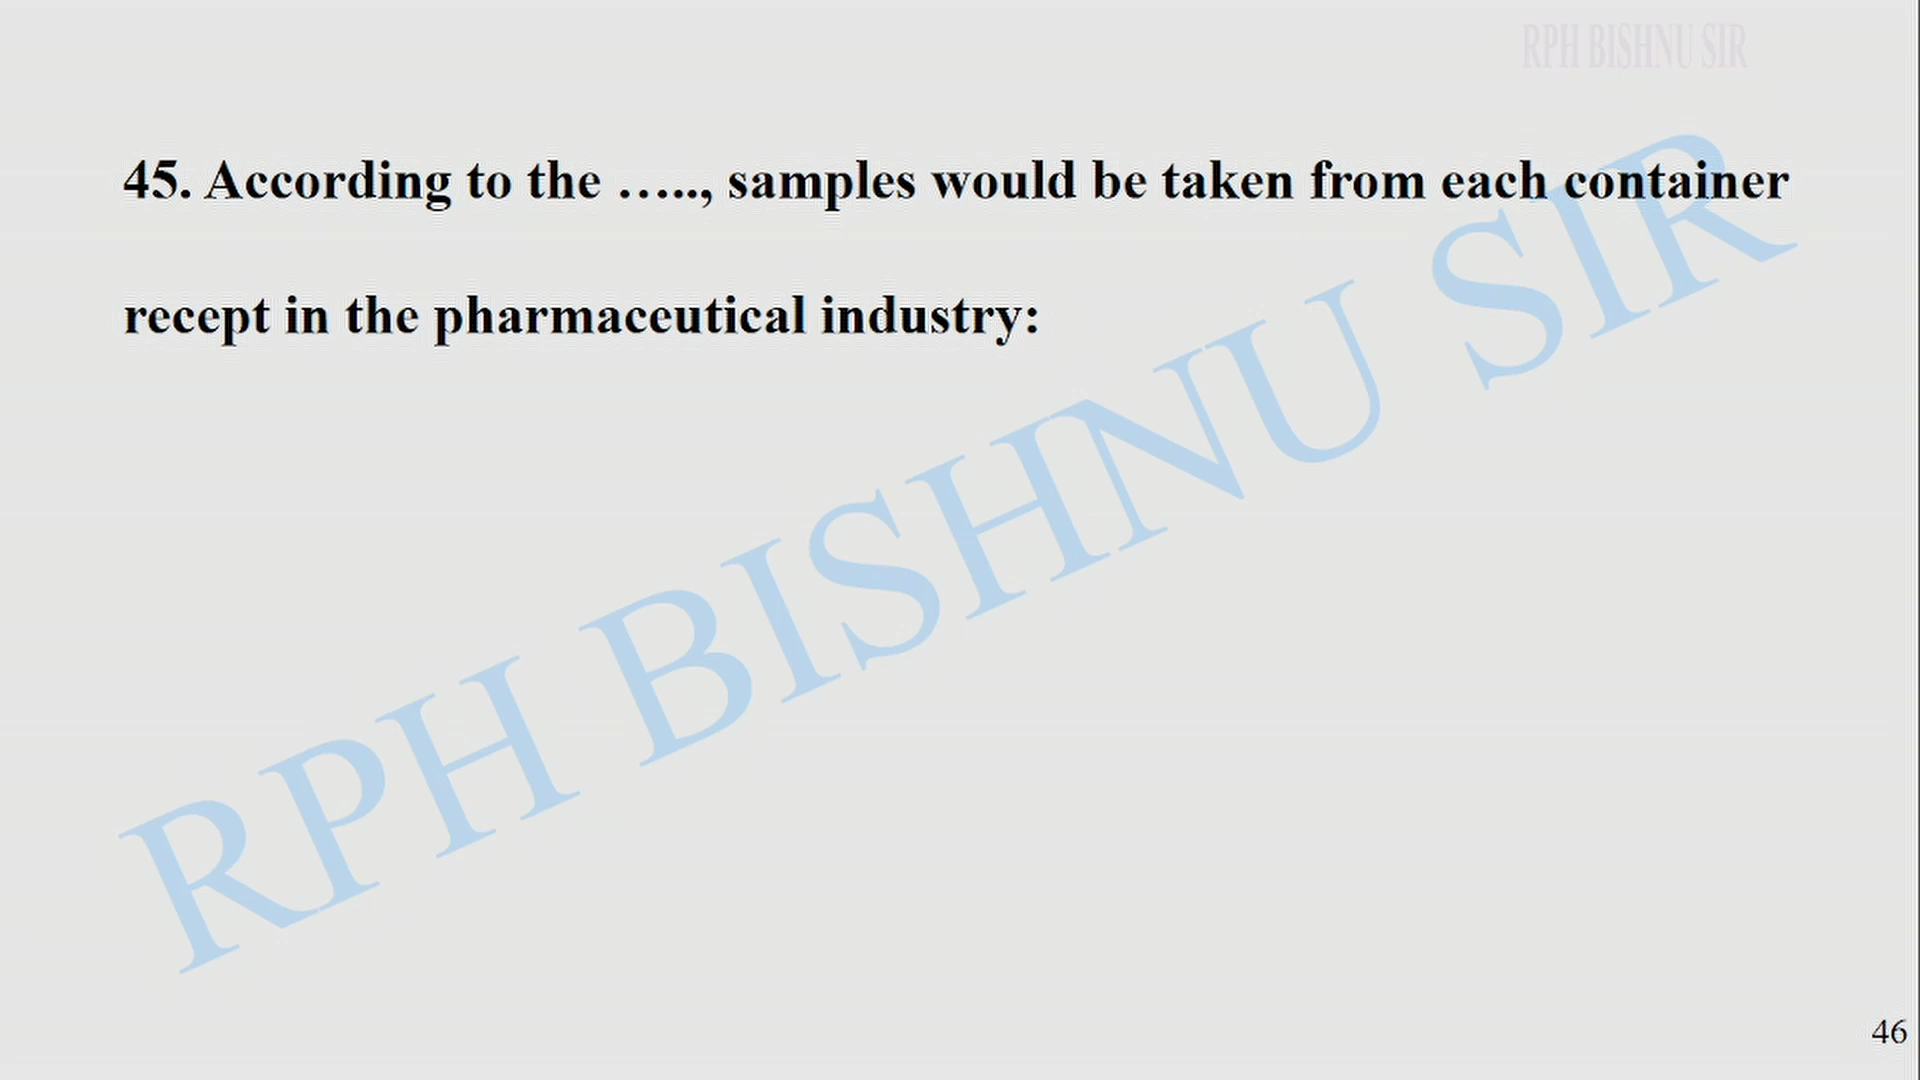 RPH BISHNU SIR
45. According to the ….., samples would be taken from each container
recept in the pharmaceutical industry:
RPH BISHNU SIR
46